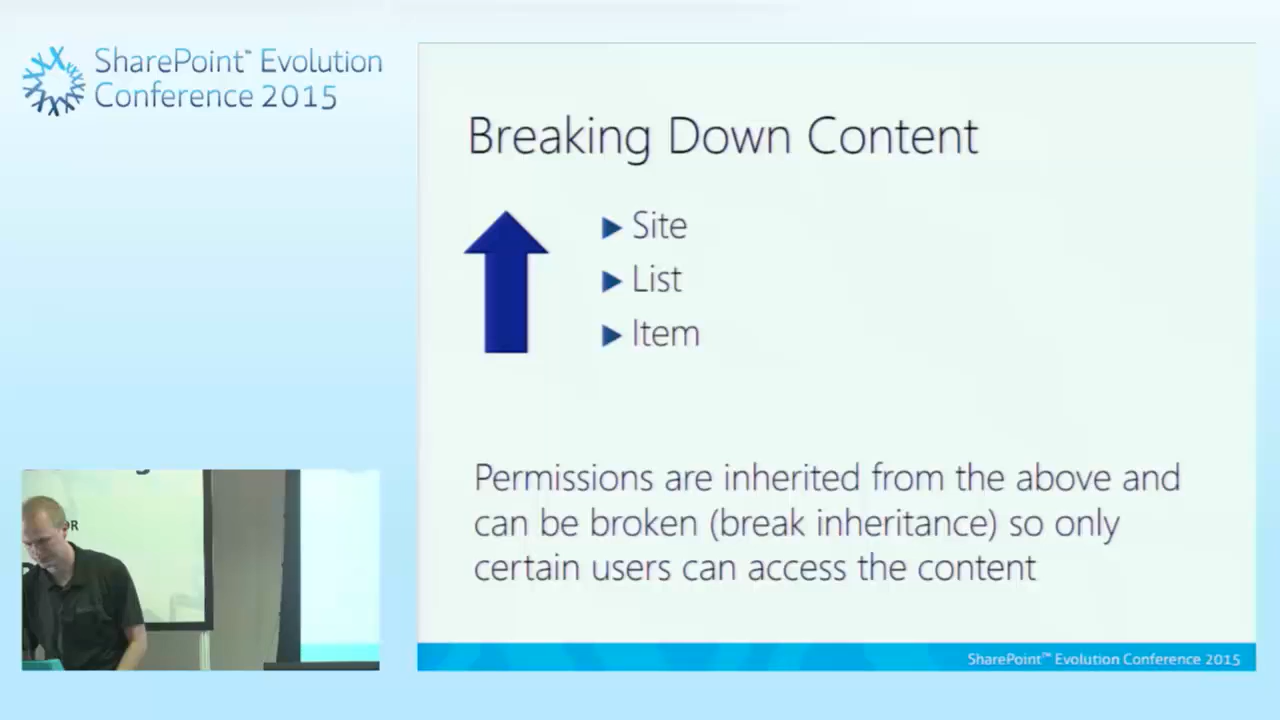 SharePoint™ Evolution
Conference 2015
Breaking Down Content
Site
List
Item
Permissions are inherited from the above and
can be broken (break inheritance) so only
certain users can access the content
SharePoint™ Evolution Conference 2015